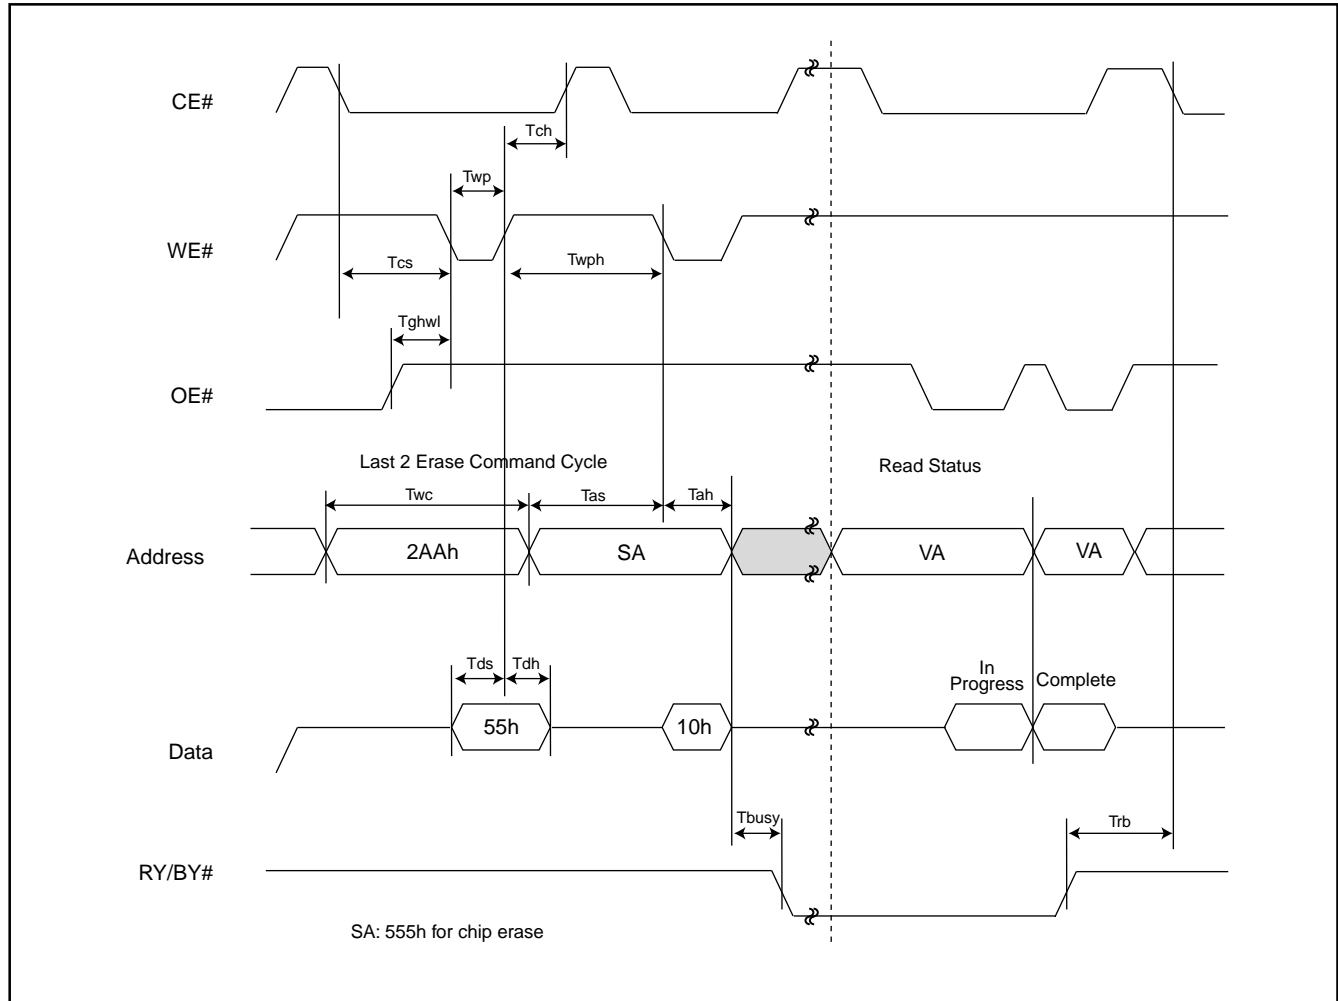 CE#
Tch
Twp
WE#
Tcs
Twph
Tghwl
OE#
Last 2 Erase Command Cycle
Read Status
Twc
Tas
Tah
Address
2AAh
SA
VA
VA
Tds
Tdh
In
Progress
Complete
Data
55h
10h
Tbusy
Trb
RY/BY#
SA: 555h for chip erase